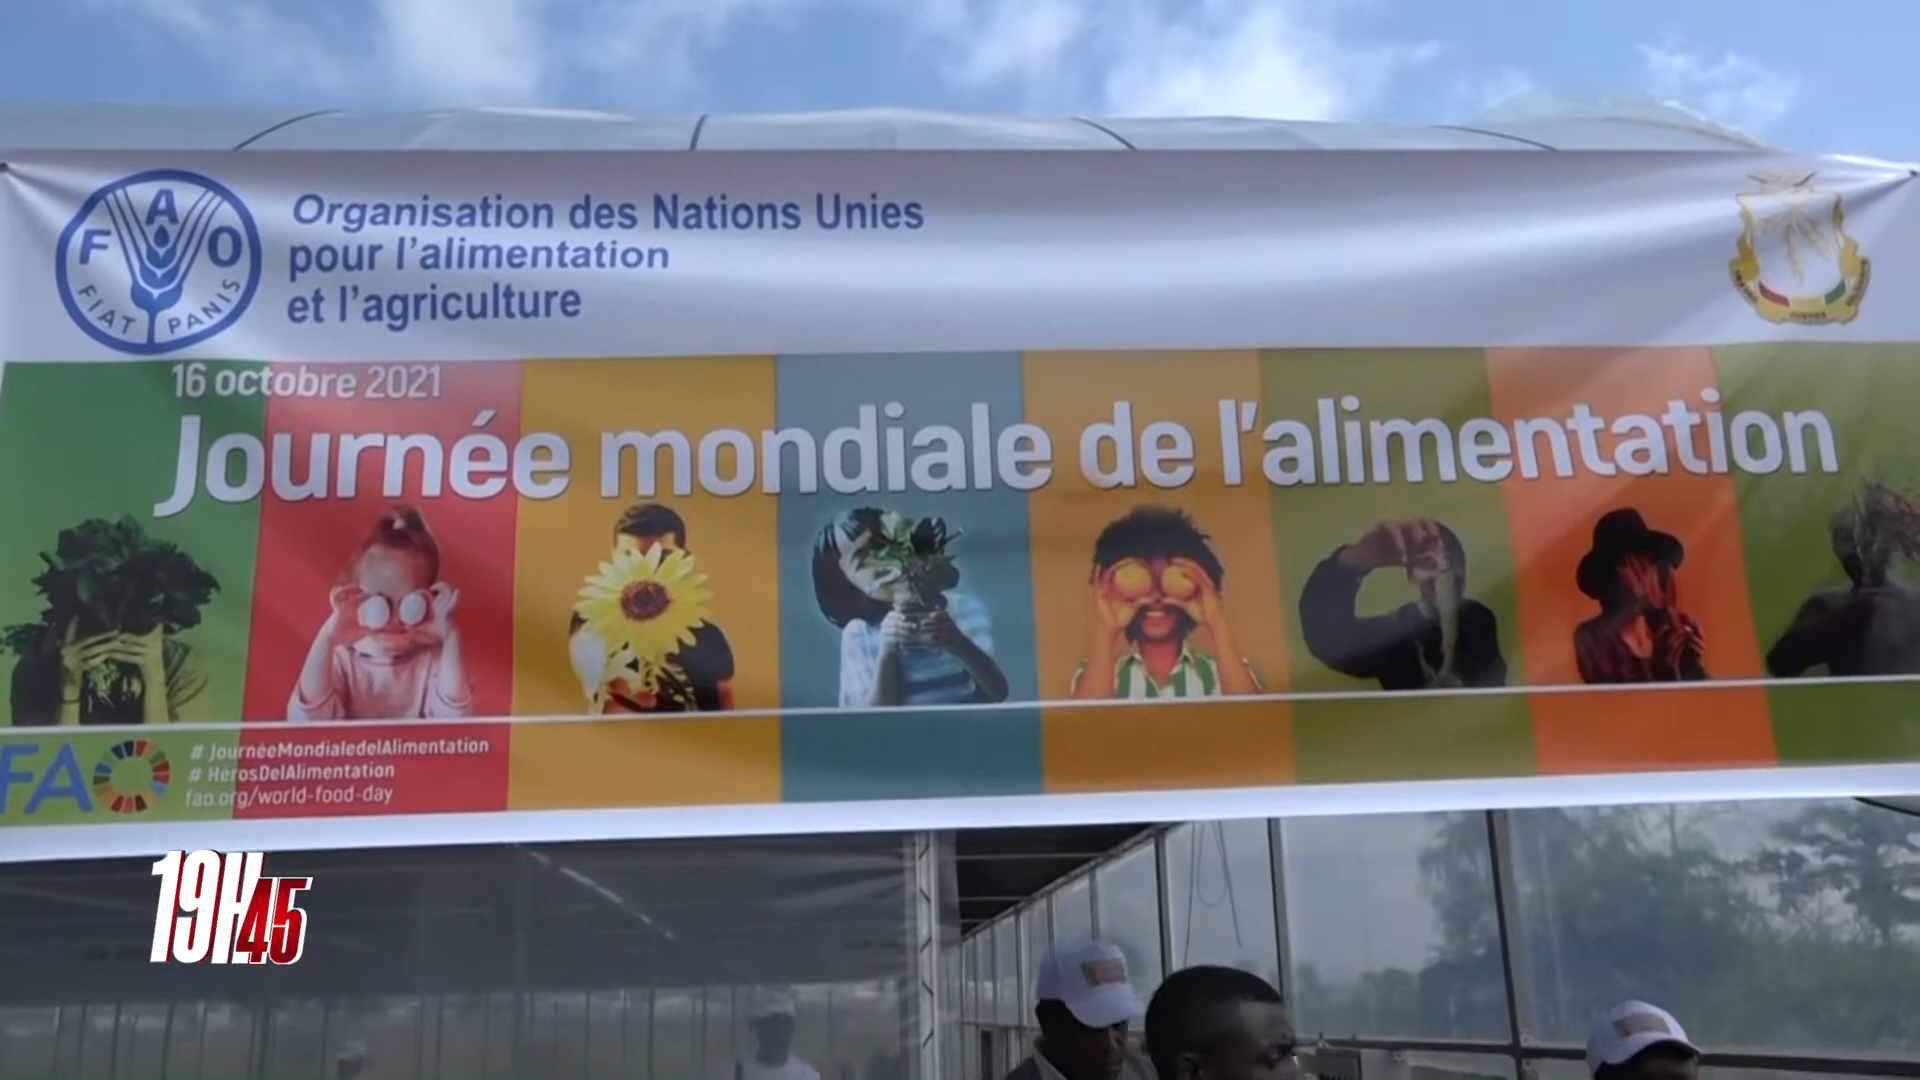 F A O
FIAT PANIS
Organisation des Nations Unies
pour l'alimentation
et l'agriculture
16 octobre 2021
Journée mondiale de l'alimentation
FAO
# JournéeMondialedelAlimentation
# HérosDelAlimentation
fao.org/world-food-day
19H45